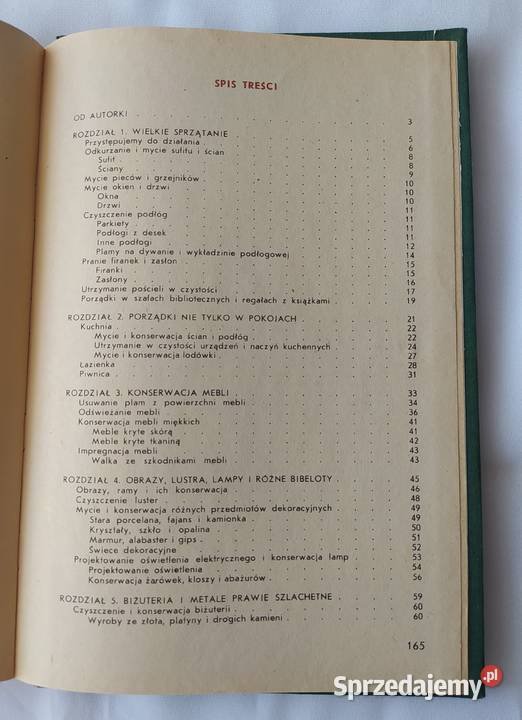 SPIS TREŚCI
OD AUTORKI . . . 3
ROZDZIAŁ 1. WIELKIE SPRZĄTANIE . . . 5
Przystępujemy do działania . . . 6
Odkurzanie i mycie sufitu i ścian . . . 8
Sufit . . . 8
Ściany . . . 9
Mycie pieców i grzejników . . . 10
Mycie okien i drzwi . . . 10
Okna . . . 10
Drzwi . . . 11
Czyszczenie podłóg . . . 11
Parkiety . . . 11
Podłogi z desek . . . 11
Inne podłogi . . . 12
Plamy na dywanie i wykładzinie podłogowej . . . 14
Pranie firanek i zasłon . . . 15
Firanki . . . 15
Zasłony . . . 16
Utrzymanie pościeli w czystości . . . 17
Porządki w szafach bibliotecznych i regałach z książkami . . . 19
ROZDZIAŁ 2. PORZĄDKI NIE TYLKO W POKOJACH . . . 21
Kuchnia . . . 22
Mycie i konserwacja ścian i podłóg . . . 22
Utrzymanie w czystości urządzeń i naczyń kuchennych . . . 24
Mycie i konserwacja lodówki . . . 27
Łazienka . . . 28
Piwnica . . . 31
ROZDZIAŁ 3. KONSERWACJA MEBLI . . . 33
Usuwanie plam z powierzchni mebli . . . 34
Odświeżanie mebli . . . 36
Konserwacja mebli miękkich . . . 41
Meble kryte skórą . . . 41
Meble kryte tkaniną . . . 42
Impregnacja mebli . . . 43
Walka ze szkodnikami mebli . . . 43
ROZDZIAŁ 4. OBRAZY, LUSTRA, LAMPY I RÓŻNE BIBELOTY . . . 45
Obrazy, ramy i ich konserwacja . . . 46
Czyszczenie luster . . . 48
Mycie i konserwacja różnych przedmiotów dekoracyjnych . . . 49
Stara porcelana, fajans i kamionka . . . 49
Kryształy, szkło i opalina . . . 50
Marmur, alabaster i gips . . . 51
Świece dekoracyjne . . . 52
Projektowanie oświetlenia elektrycznego i konserwacja lamp . . . 53
Projektowanie oświetlenia . . . 54
Konserwacja żarówek, kloszy i abażurów . . . 56
ROZDZIAŁ 5. BIŻUTERIA I METALE PRAWIE SZLACHETNE . . . 59
Czyszczenie i konserwacja biżuterii . . . 60
Wyroby ze złota, platyny i drogich kamieni . . . 60
165
Sprzedajemy.pl